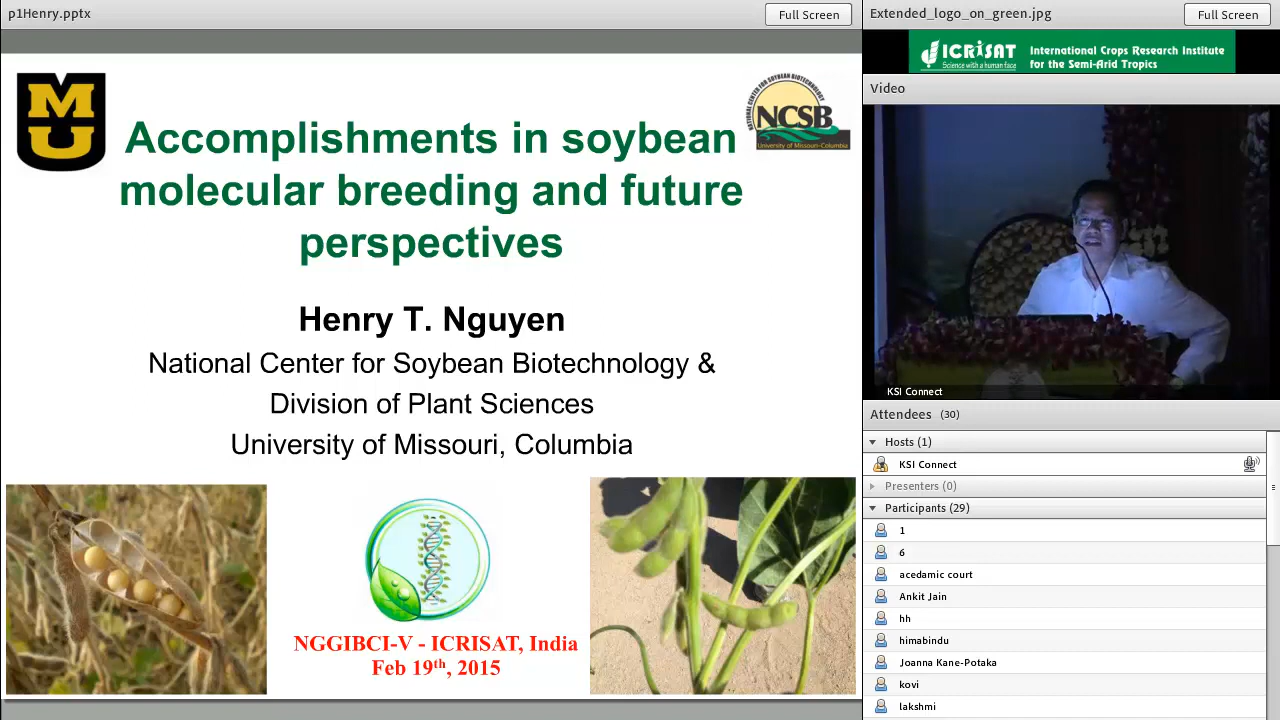 p1Henry.pptx
Full Screen
MU
NATIONAL CENTER FOR SOYBEAN BIOTECHNOLOGY
NCSB
University of Missouri-Columbia
Accomplishments in soybean
molecular breeding and future
perspectives
Henry T. Nguyen
National Center for Soybean Biotechnology &
Division of Plant Sciences
University of Missouri, Columbia
NGGIBCI-V - ICRISAT, India
Feb 19th, 2015
Extended_logo_on_green.jpg
Full Screen
ICRISAT
Science with a human face
International Crops Research Institute
for the Semi-Arid Tropics
Video
KSI Connect
Attendees (30)
Hosts (1)
KSI Connect
Presenters (0)
Participants (29)
1
6
acedamic court
Ankit Jain
hh
himabindu
Joanna Kane-Potaka
kovi
lakshmi